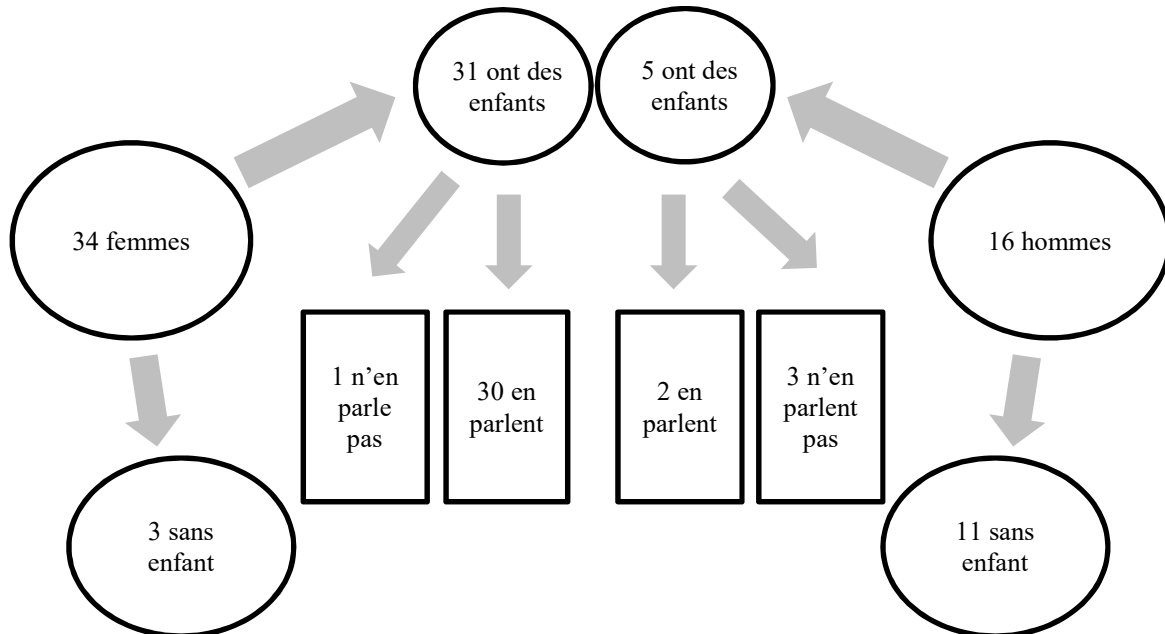 31 ont des
enfants
5 ont des
enfants
34 femmes
16 hommes
1 n’en
parle
pas
30 en
parlent
2 en
parlent
3 n’en
parlent
pas
3 sans
enfant
11 sans
enfant